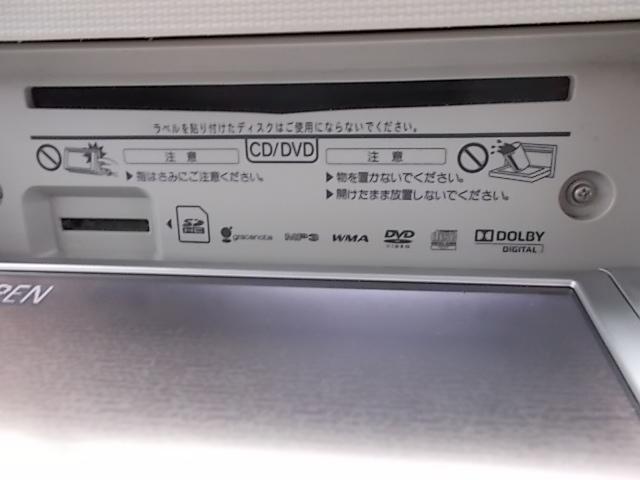 ラベルを貼り付けたディスクはご使用にならないでください。
注意 CD/DVD 注意
▶指はさみにご注意ください。
▶物を置かないでください。
▶開けたまま放置しないでください。
SD HC gracenote MP3 WMA DVD VIDEO DOLBY DIGITAL
PEN